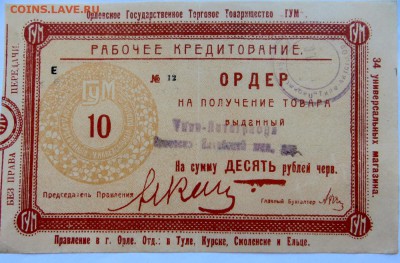 COINS.LAVE.RU
Орловское Государственное Торговое Товарищество „ГУМ“
РАБОЧЕЕ КРЕДИТОВАНИЕ.
Е
№ 12
ОРДЕР
НА ПОЛУЧЕНИЕ ТОВАРА
ВЫДАННЫЙ
ГУМ
10
На сумму ДЕСЯТЬ рублей черв.
Председатель Правления
Главный Бухгалтер
Правление в г. Орле. Отд.: в Туле, Курске, Смоленске и Ельце.
БЕЗ ПРАВА ПЕРЕДАЧИ
34 универсальных магазина
ГУМ
ГУМ
ГУМ